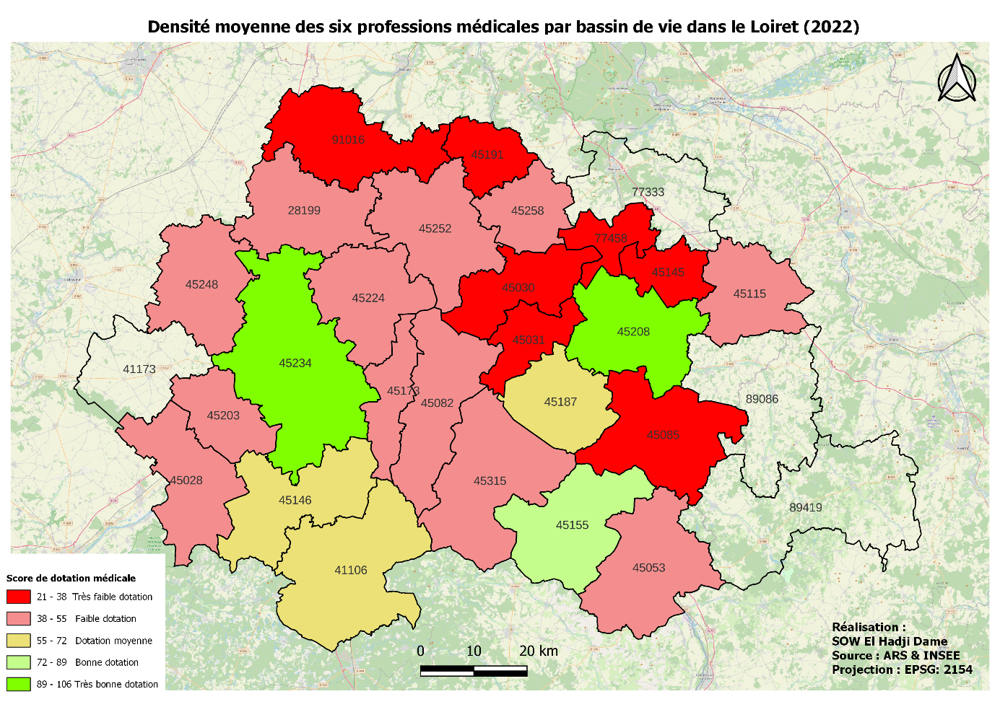 Densité moyenne des six professions médicales par bassin de vie dans le Loiret (2022)
91016
45191
77333
28199
45258
45252
77458
45145
45248
45030
45115
45224
45208
45031
45234
41173
45173
45082
45187
89086
45203
45085
45028
45315
45146
89419
45155
41106
45053
Score de dotation médicale
21 - 38 Très faible dotation
38 - 55 Faible dotation
55 - 72 Dotation moyenne
72 - 89 Bonne dotation
89 - 106 Très bonne dotation
0 10 20 km
Réalisation :
SOW El Hadji Dame
Source : ARS & INSEE
Projection : EPSG: 2154